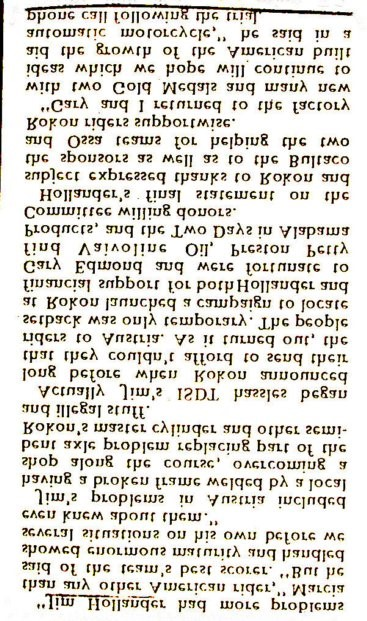 "Jim Hollander had more problems
than any other American rider," Marcia
said of the team's best scorer. "But he
showed enormous maturity and handled
several situations on his own before we
even knew about them."
Jim's problems in Austria included
having a broken frame welded by a local
shop along the course, overcoming a
bent axle problem replacing part of the
Rokon's master cylinder and other semi-
and illegal stuff.
Actually Jim's ISDT hassles began
long before when Rokon announced
that they couldn't afford to send their
riders to Austria. As it turned out, the
setback was only temporary. The people
at Rokon launched a campaign to locate
financial support for both Hollander and
Gary Edmond and were fortunate to
find Valvoline Oil, Preston Petty
Products, and the Two Days in Alabama
Committee willing donors.
Hollander's final statement on the
subject expressed thanks to Rokon and
the sponsors as well as to the Bultaco
and Ossa teams for helping the two
Rokon riders supportwise.
"Gary and I returned to the factory
with two Gold Medals and many new
ideas which we hope will continue to
aid the growth of the American built
automatic motorcycle," he said in a
phone call following the trial.